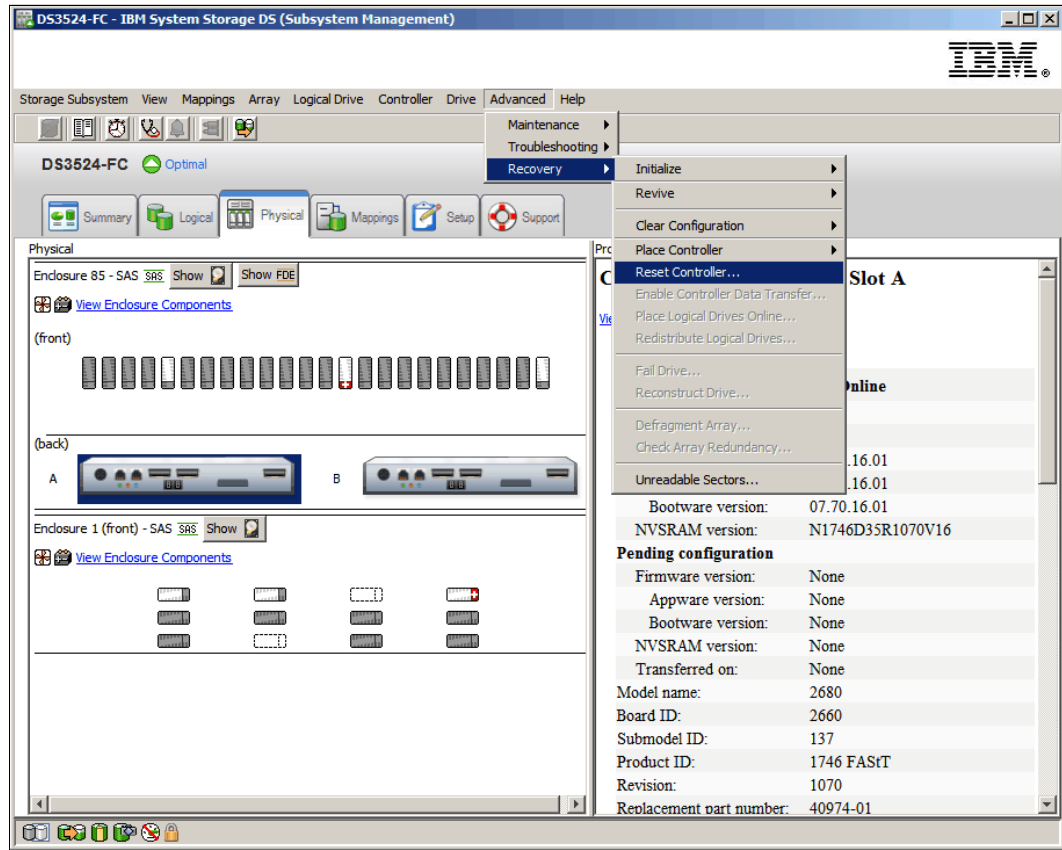 DS3524-FC - IBM System Storage DS (Subsystem Management)
IBM®
Storage Subsystem View Mappings Array Logical Drive Controller Drive Advanced Help
Maintenance
Troubleshooting
Recovery
DS3524-FC Optimal
Initialize
Revive
Clear Configuration
Place Controller
Reset Controller...
Enable Controller Data Transfer...
Place Logical Drives Online...
Redistribute Logical Drives...
Fail Drive...
Reconstruct Drive...
Defragment Array...
Check Array Redundancy...
Unreadable Sectors...
Summary Logical Physical Mappings Setup Support
Physical
Enclosure 85 - SAS SAS Show Show FDE
View Enclosure Components
(front)
(back)
A B
Enclosure 1 (front) - SAS SAS Show
View Enclosure Components
Slot A
.16.01
.16.01
Bootware version: 07.70.16.01
NVSRAM version: N1746D35R1070V16
Pending configuration
Firmware version: None
Appware version: None
Bootware version: None
NVSRAM version: None
Transferred on: None
Model name: 2680
Board ID: 2660
Submodel ID: 137
Product ID: 1746 FAStT
Revision: 1070
Replacement part number: 40974-01